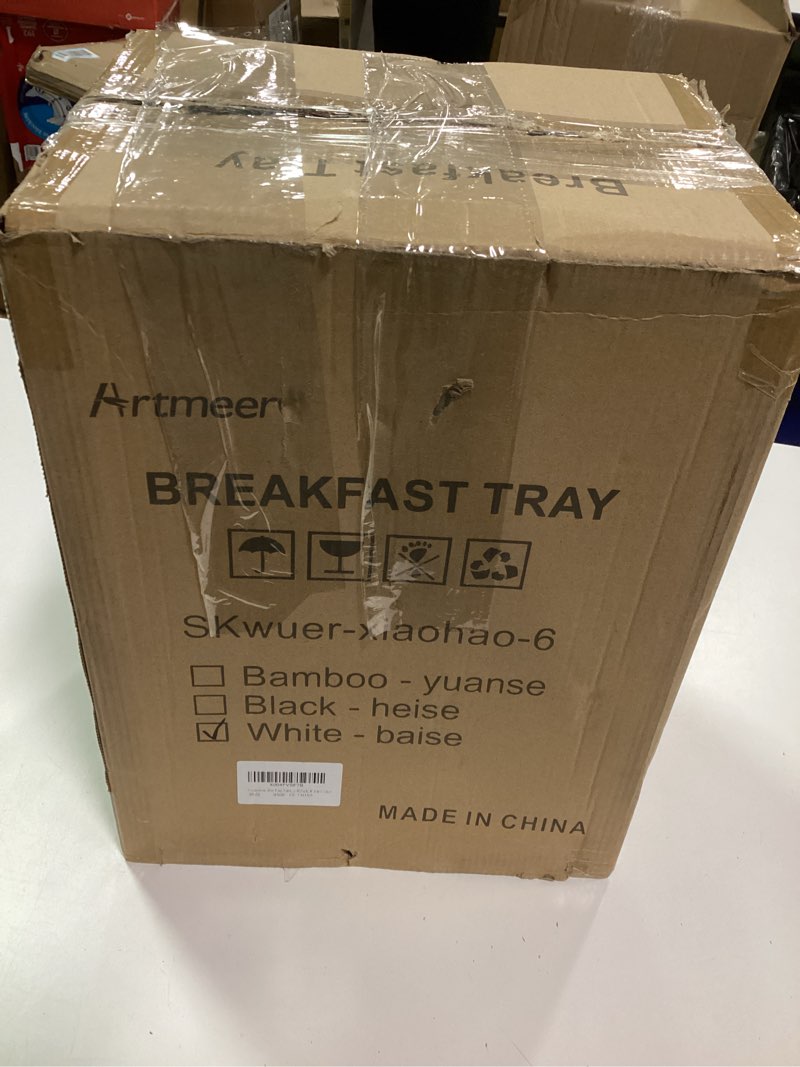 Breakfast Tray
Artmeer
BREAKFAST TRAY
SKwuer-xiaohao-6
Bamboo - yuanse
Black - heise
White - baise
MADE IN CHINA